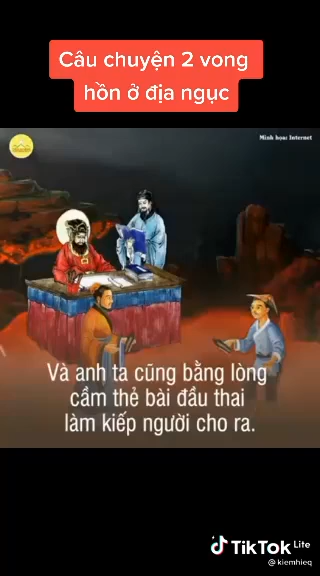 Câu chuyện 2 vong
hồn ở địa ngục
Minh họa: Internet
Và anh ta cũng bằng lòng
cầm thẻ bài đầu thai
làm kiếp người cho ra.
TikTok Lite
@kiemhieq